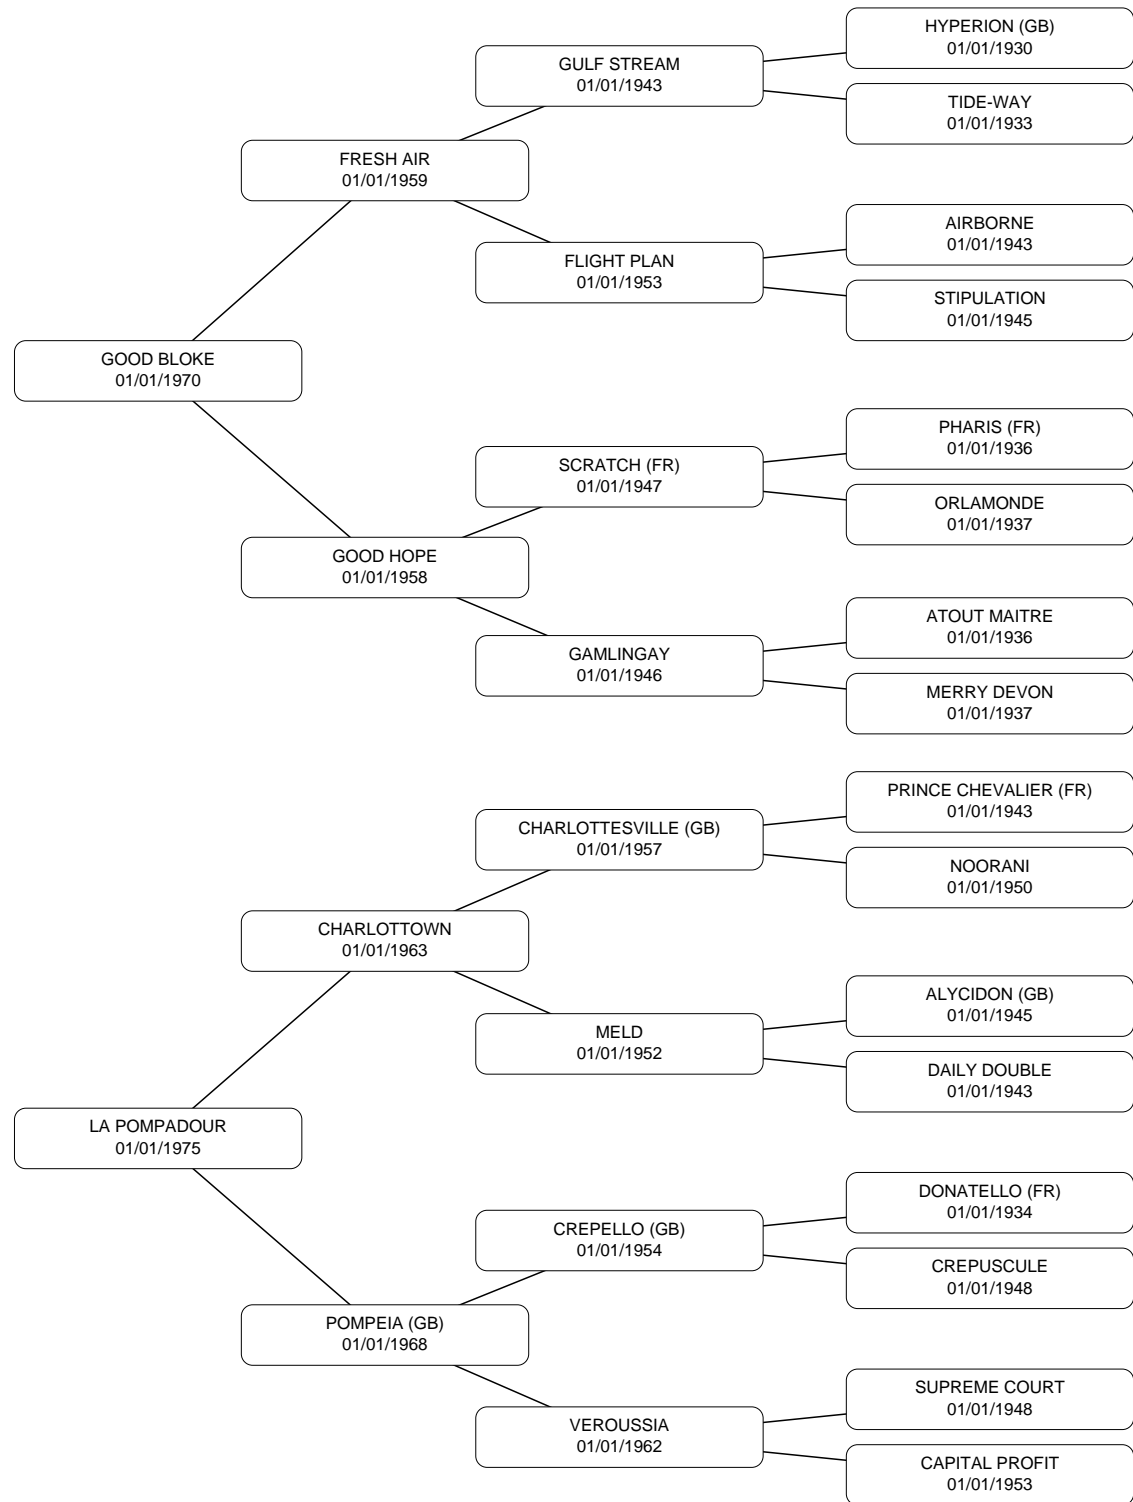 HYPERION (GB)
01/01/1930
GULF STREAM
01/01/1943
TIDE-WAY
01/01/1933
FRESH AIR
01/01/1959
AIRBORNE
01/01/1943
FLIGHT PLAN
01/01/1953
STIPULATION
01/01/1945
GOOD BLOKE
01/01/1970
PHARIS (FR)
01/01/1936
SCRATCH (FR)
01/01/1947
ORLAMONDE
01/01/1937
GOOD HOPE
01/01/1958
ATOUT MAITRE
01/01/1936
GAMLINGAY
01/01/1946
MERRY DEVON
01/01/1937
PRINCE CHEVALIER (FR)
01/01/1943
CHARLOTTESVILLE (GB)
01/01/1957
NOORANI
01/01/1950
CHARLOTTOWN
01/01/1963
ALYCIDON (GB)
01/01/1945
MELD
01/01/1952
DAILY DOUBLE
01/01/1943
LA POMPADOUR
01/01/1975
DONATELLO (FR)
01/01/1934
CREPELLO (GB)
01/01/1954
CREPUSCULE
01/01/1948
POMPEIA (GB)
01/01/1968
SUPREME COURT
01/01/1948
VEROUSSIA
01/01/1962
CAPITAL PROFIT
01/01/1953